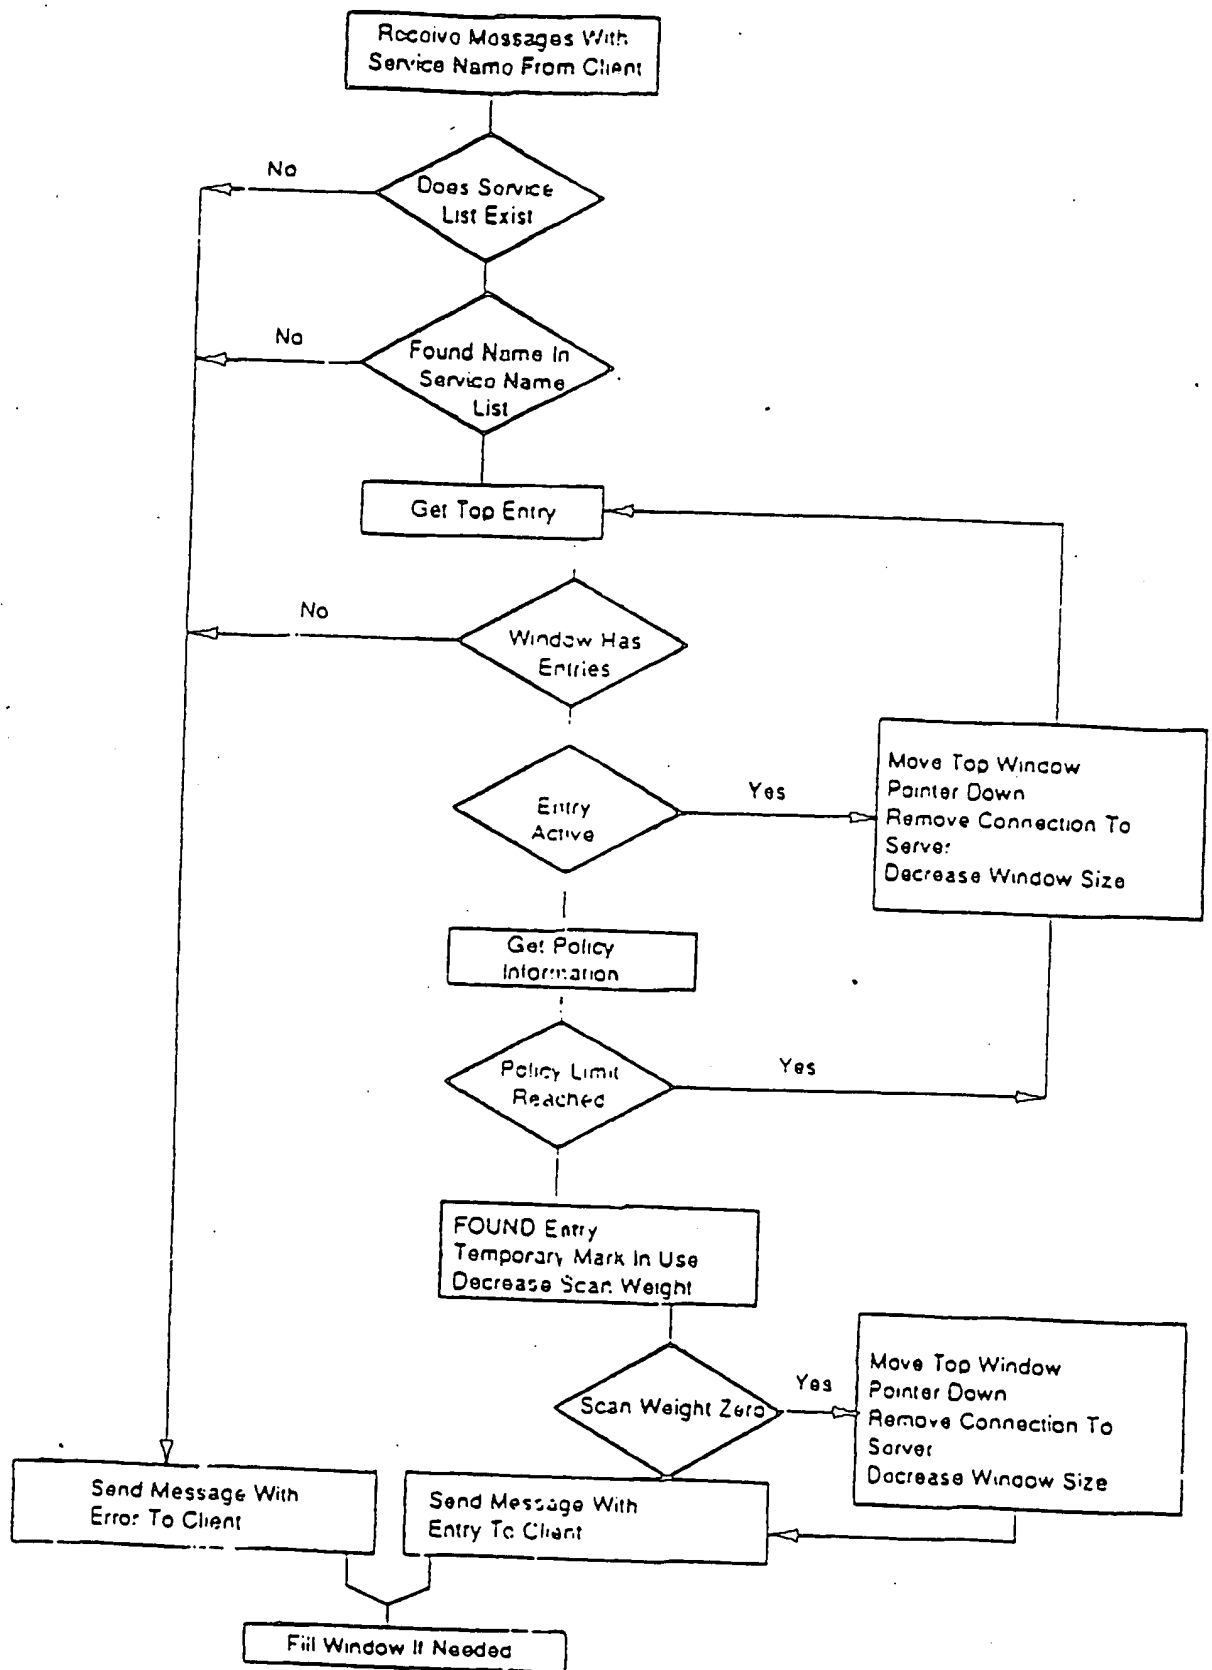 Receive Messages With
Service Name From Client
No
Does Service
List Exist
No
Found Name In
Service Name
List
Get Top Entry
No
Window Has
Entries
Entry
Active
Yes
Move Top Window
Pointer Down
Remove Connection To
Server
Decrease Window Size
Get Policy
Information
Policy Limit
Reached
Yes
FOUND Entry
Temporary Mark In Use
Decrease Scan Weight
Scan Weight Zero
Yes
Move Top Window
Pointer Down
Remove Connection To
Server
Decrease Window Size
Send Message With
Error To Client
Send Message With
Entry To Client
Fill Window If Needed